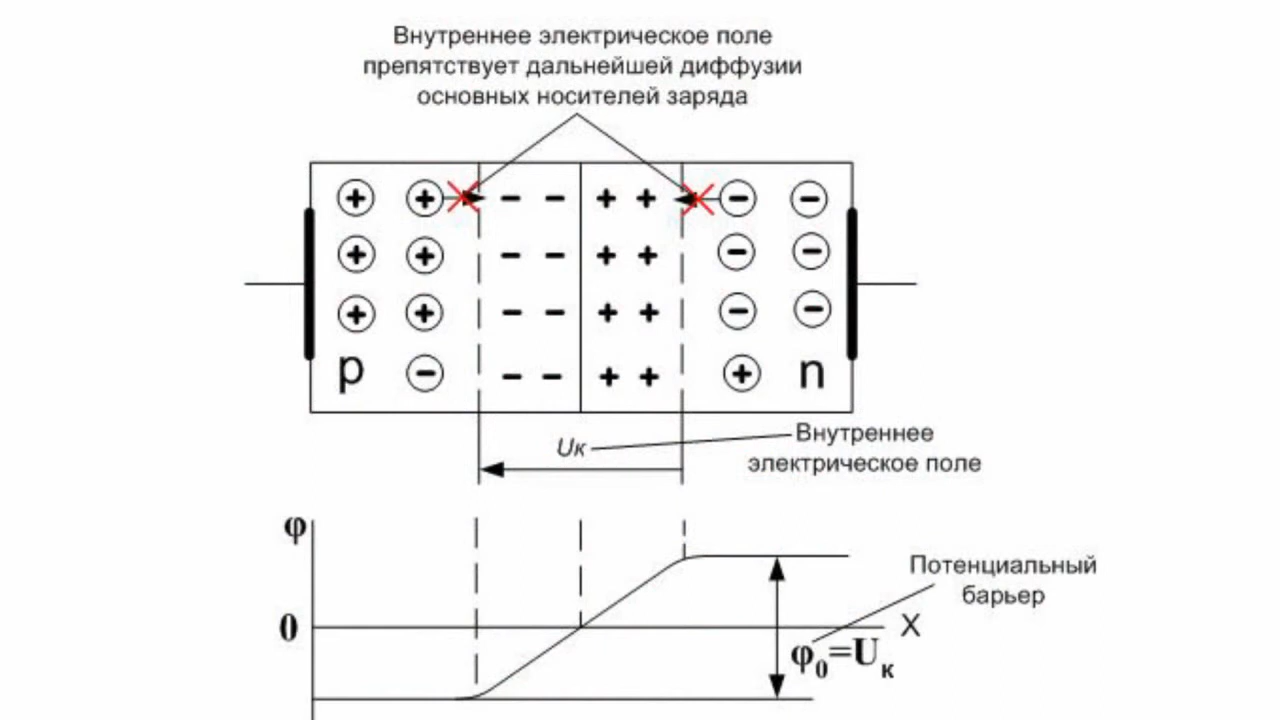 Внутреннее электрическое поле
препятствует дальнейшей диффузии
основных носителей заряда
p
n
Uк
Внутреннее
электрическое поле
φ
0
X
Потенциальный
барьер
φ₀=Uк